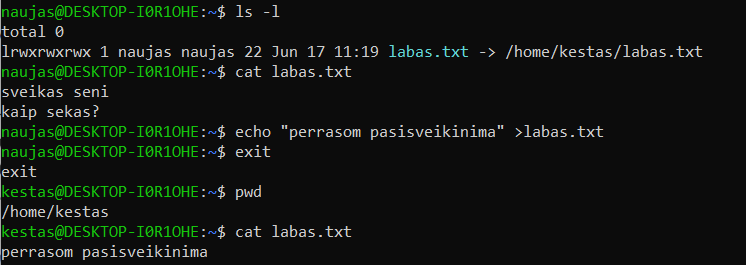 naujas@DESKTOP-I0R1OHE:~$ ls -l
total 0
lrwxrwxrwx 1 naujas naujas 22 Jun 17 11:19 labas.txt -> /home/kestas/labas.txt
naujas@DESKTOP-I0R1OHE:~$ cat labas.txt
sveikas seni
kaip sekas?
naujas@DESKTOP-I0R1OHE:~$ echo "perrasom pasisveikinima" >labas.txt
naujas@DESKTOP-I0R1OHE:~$ exit
exit
kestas@DESKTOP-I0R1OHE:~$ pwd
/home/kestas
kestas@DESKTOP-I0R1OHE:~$ cat labas.txt
perrasom pasisveikinima